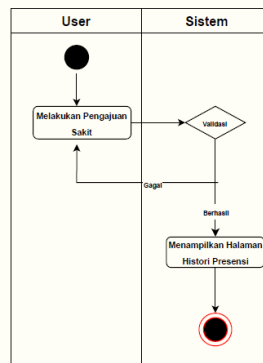 User
Sistem
Melakukan Pengajuan
Sakit
Validasi
Gagal
Berhasil
Menampilkan Halaman
Histori Presensi